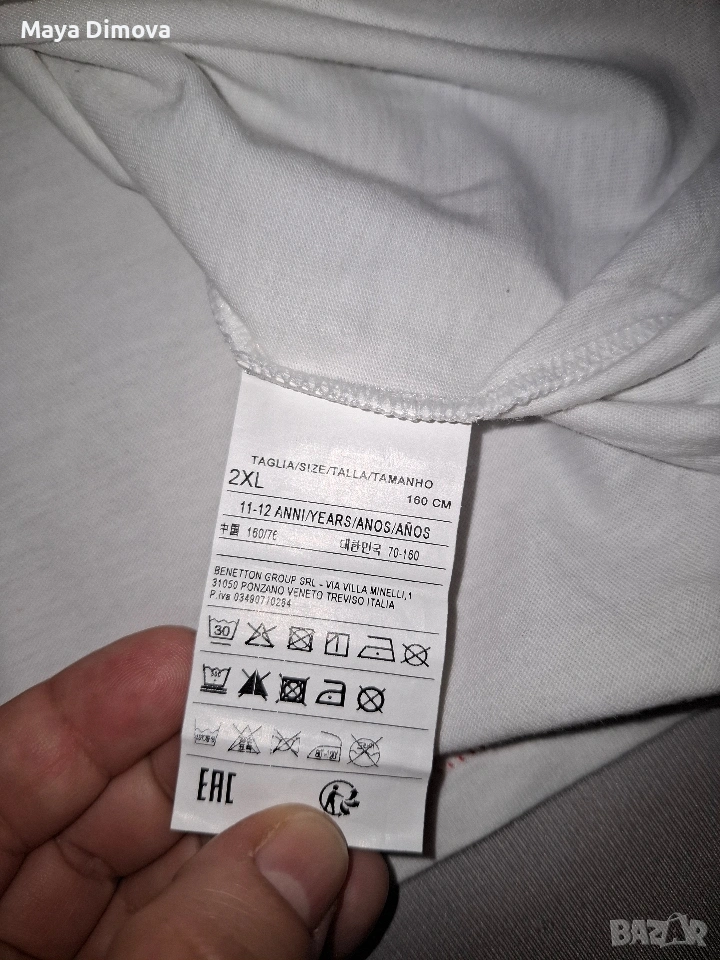 Maya Dimova
TAGLIA/SIZE/TALLA/TAMANHO
2XL 160 CM
11-12 ANNI/YEARS/ANOS/AÑOS
中国 160/76 대한민국 70-160
BENETTON GROUP SRL - VIA VILLA MINELLI,1
31050 PONZANO VENETO TREVISO ITALIA
P.iva 03490770264
30
EAC
BAZAR